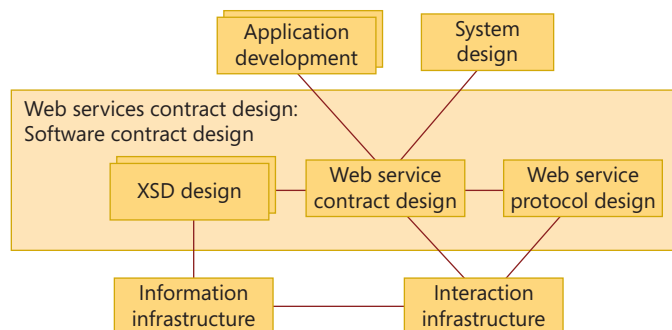 Application
development
System
design
Web services contract design:
Software contract design
XSD design
Web service
contract design
Web service
protocol design
Information
infrastructure
Interaction
infrastructure